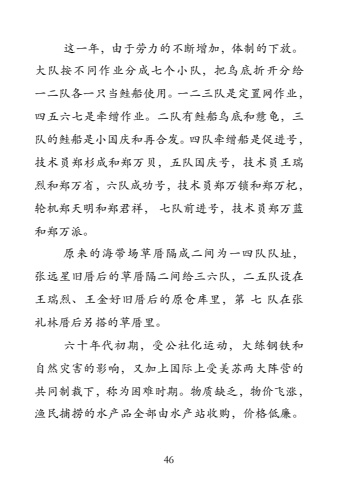 这一年，由于劳力的不断增加，体制的下放。
大队按不同作业分成七个小队，把鸟底折开分给
一二队各一只当鲑船使用。一二三队是定置网作业，
四五六七是牵缯作业。二队有鲑船鸟底和慈龟，三
队的鲑船是小国庆和再合发。四队牵缯船是促进号，
技术员郑杉成和郑万贝，五队国庆号，技术员王瑞
烈和郑万省，六队成功号，技术员郑万锁和郑万杞，
轮机郑天明和郑君祥， 七队前进号，技术员郑万蓝
和郑万派。
原来的海带场草厝隔成二间为一四队队址，
张远星旧厝后的草厝隔二间给三六队，二五队设在
王瑞烈、王金好旧厝后的原仓库里，第 七 队在张
礼林厝后另搭的草厝里。
六十年代初期，受公社化运动，大练钢铁和
自然灾害的影响，又加上国际上受美苏两大阵营的
共同制裁下，称为困难时期。物质缺乏，物价飞涨，
渔民捕捞的水产品全部由水产站收购，价格低廉。
46